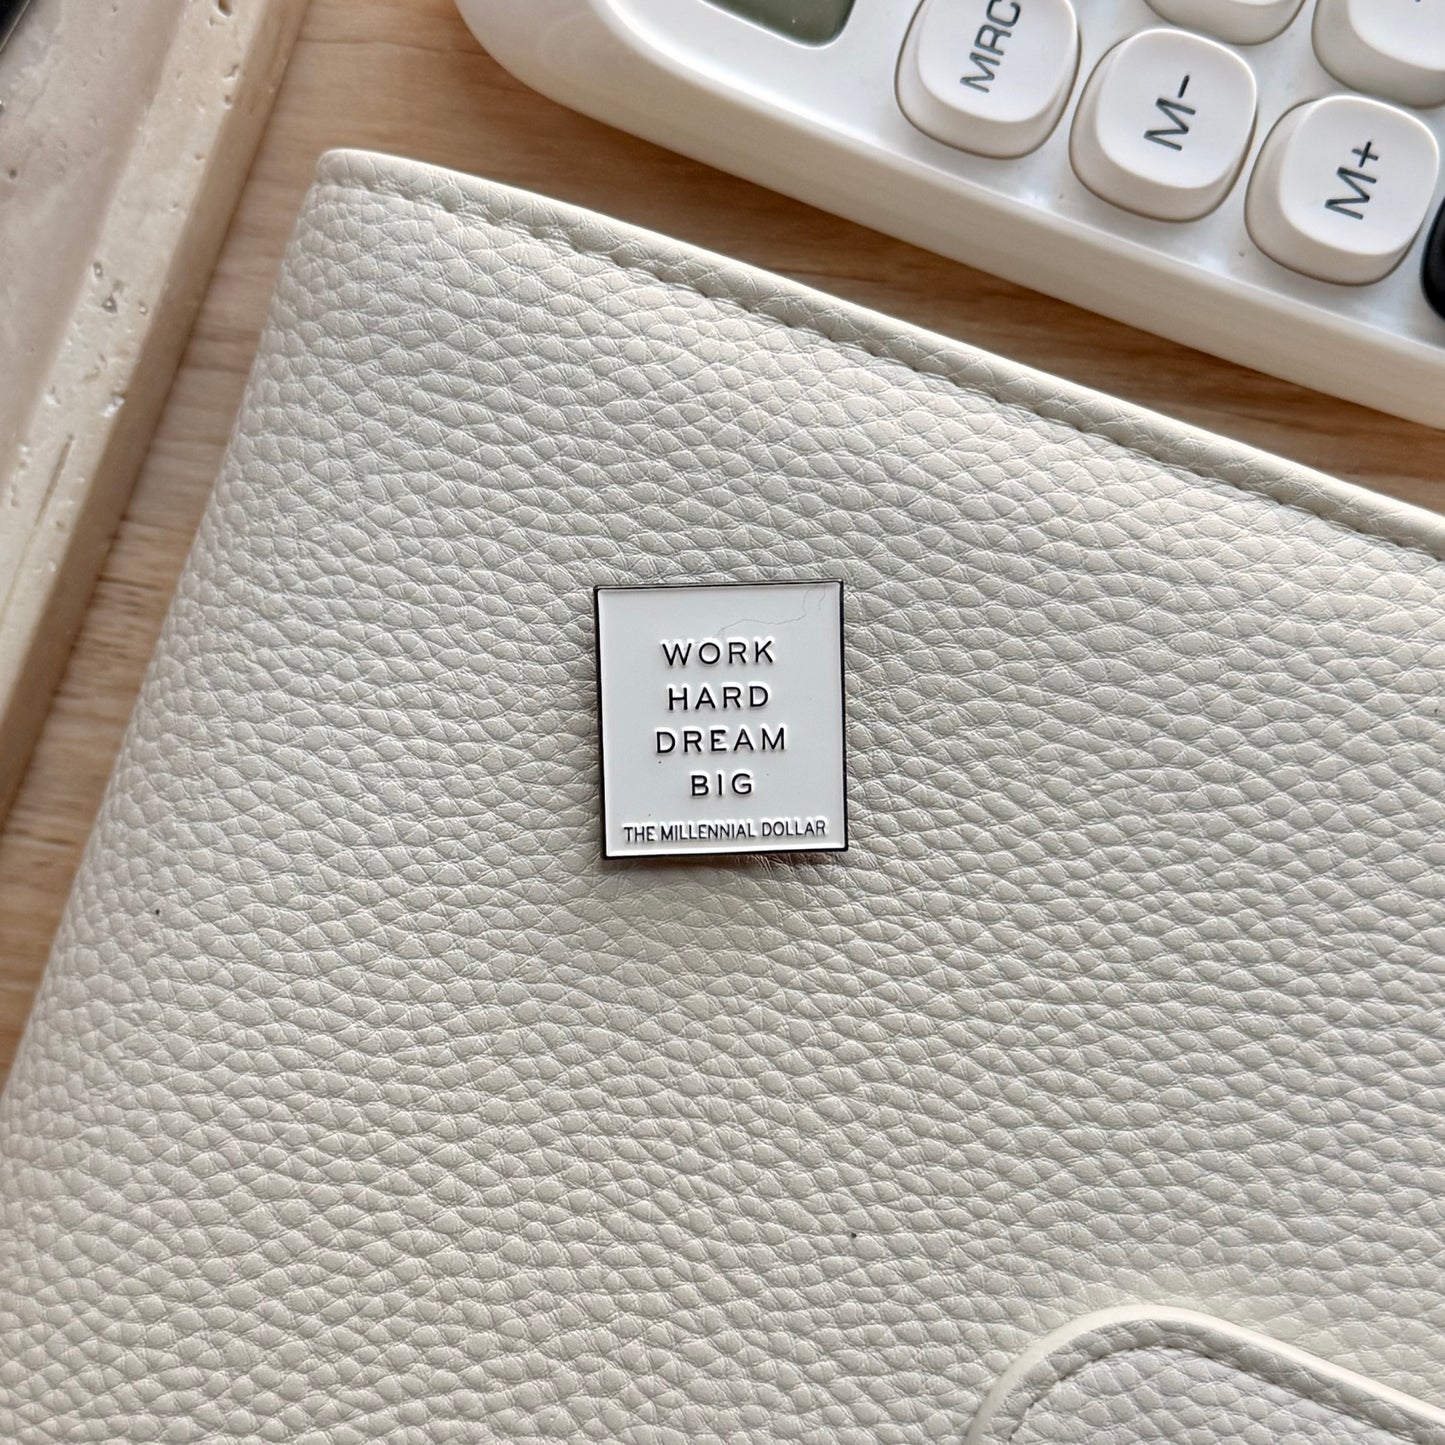 MRC
M-
M+
WORK
HARD
DREAM
BIG
THE MILLENNIAL DOLLAR